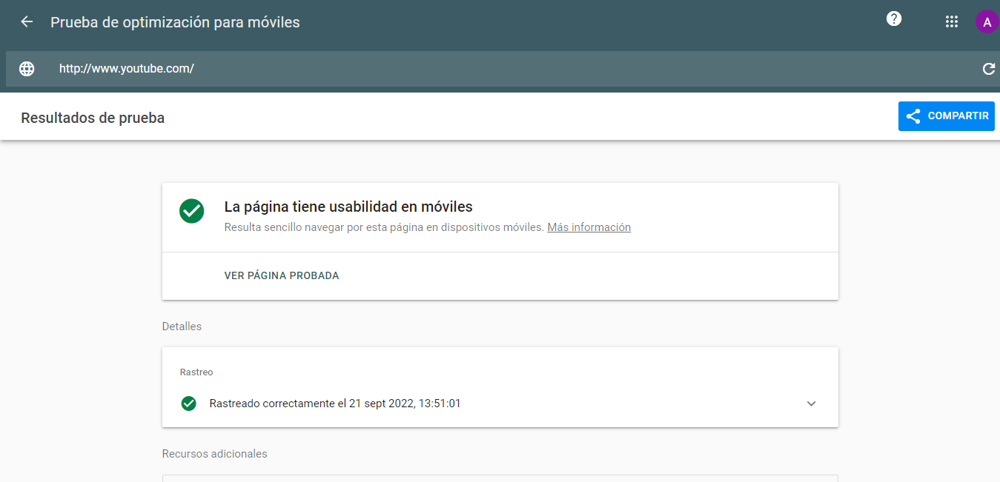 Prueba de optimización para móviles
?
A
http://www.youtube.com/
Resultados de prueba
COMPARTIR
La página tiene usabilidad en móviles
Resulta sencillo navegar por esta página en dispositivos móviles. Más información
VER PÁGINA PROBADA
Detalles
Rastreo
Rastreado correctamente el 21 sept 2022, 13:51:01
Recursos adicionales